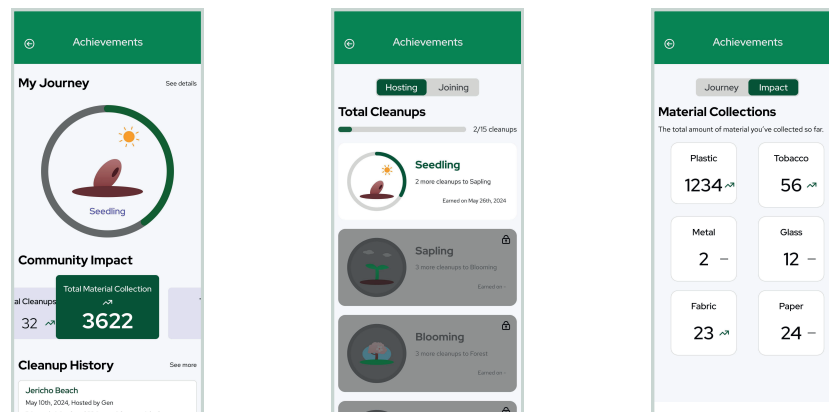 Achievements
My Journey
See details
Seedling
Community Impact
al Cleanups
32
Total Material Collection
3622
Cleanup History
See more
Jericho Beach
May 10th, 2024, Hosted by Gen
Achievements
Hosting
Joining
Total Cleanups
2/15 cleanups
Seedling
2 more cleanups to Sapling
Earned on May 26th, 2024
Sapling
3 more cleanups to Blooming
Earned on -
Blooming
3 more cleanups to Forest
Earned on -
Achievements
Journey
Impact
Material Collections
The total amount of material you've collected so far.
Plastic
1234
Tobacco
56
Metal
2 –
Glass
12 –
Fabric
23
Paper
24 –